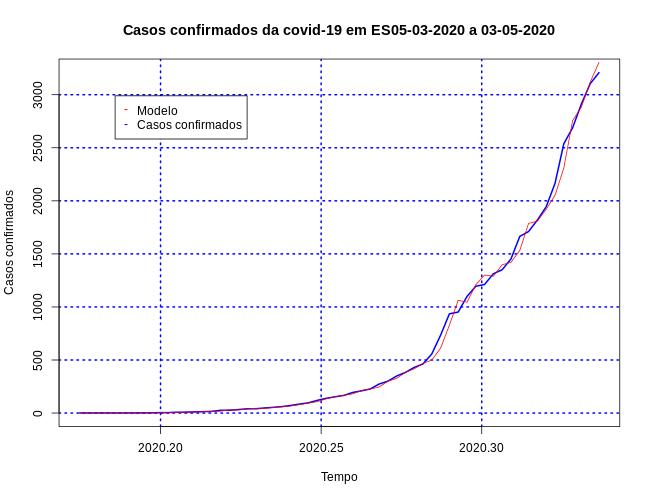 Casos confirmados da covid-19 em ES05-03-2020 a 03-05-2020
Casos confirmados
3000
2500
2000
1500
1000
500
0
- Modelo
- Casos confirmados
2020.20 2020.25 2020.30
Tempo